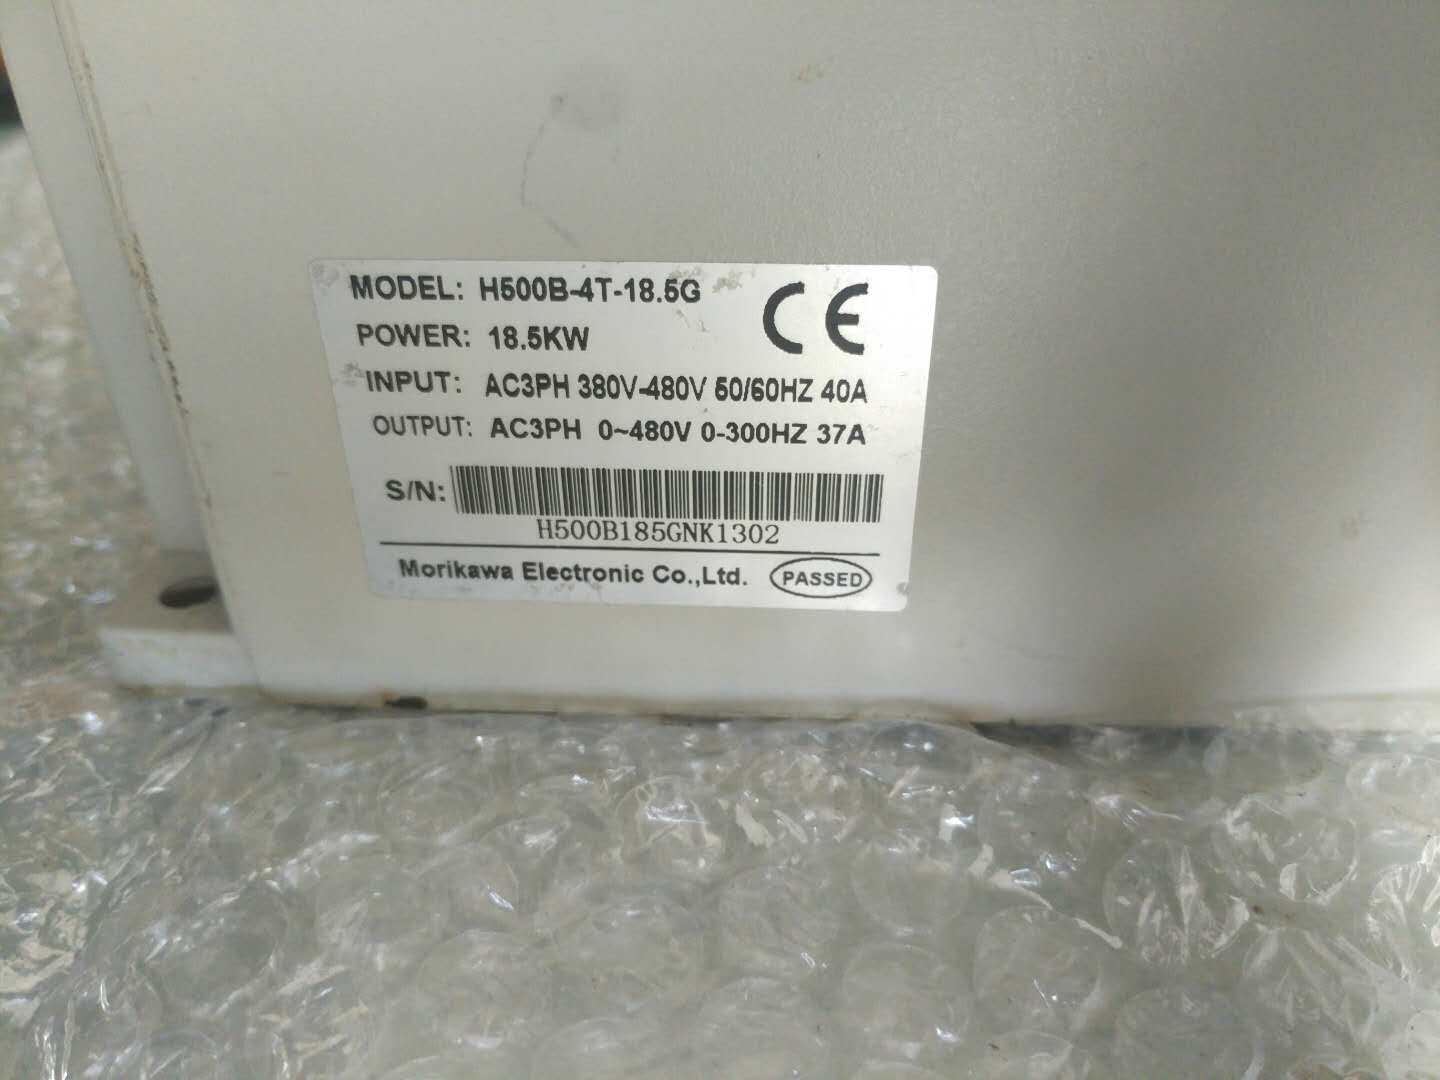 MODEL: H500B-4T-18.5G CE
POWER: 18.5KW
INPUT: AC3PH 380V-480V 50/60HZ 40A
OUTPUT: AC3PH 0~480V 0-300HZ 37A
S/N:
H500B185GNK1302
Morikawa Electronic Co.,Ltd. PASSED